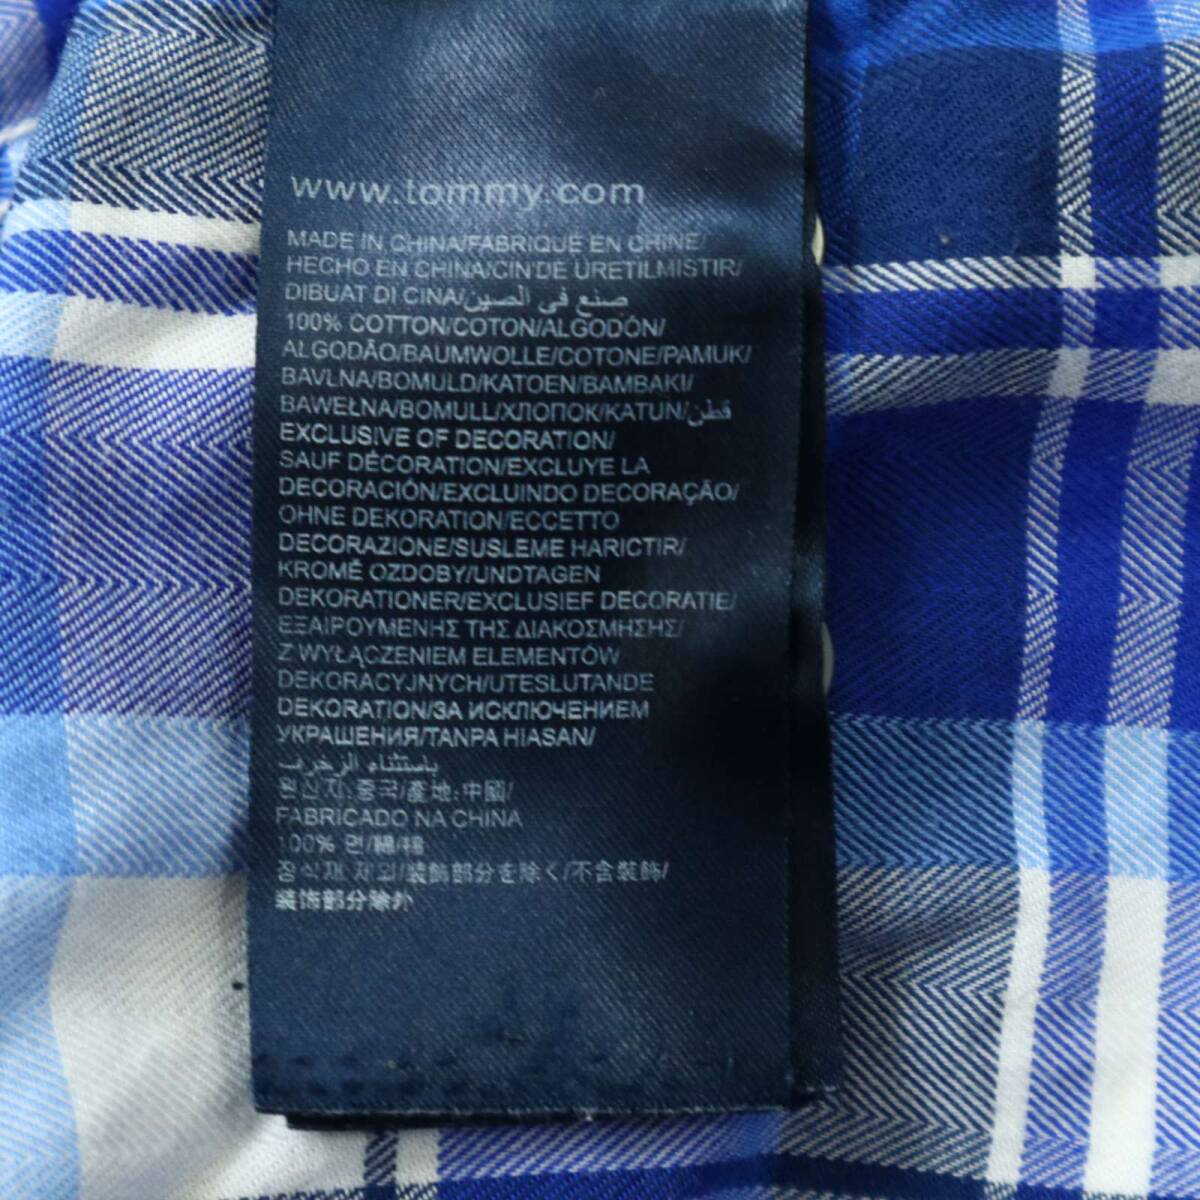 www.tommy.com
MADE IN CHINA/FABRIQUE EN CHINE/
HECHO EN CHINA/CIN'DE URETILMISTIR/
DIBUAT DI CINA/صنع في الصين
100% COTTON/COTON/ALGODÓN/
ALGODÃO/BAUMWOLLE/COTONE/PAMUK/
BAVLNA/BOMULD/KATOEN/BAMBAKI/
BAWEŁNA/BOMULL/ХЛОПОК/KATUN/قطن
EXCLUSIVE OF DECORATION/
SAUF DÉCORATION/EXCLUYE LA
DECORACIÓN/EXCLUINDO DECORAÇÃO/
OHNE DEKORATION/ECCETTO
DECORAZIONE/SUSLEME HARICTIR/
KROMĚ OZDOBY/UNDTAGEN
DEKORATIONER/EXCLUSIEF DECORATIE/
ΕΞΑΙΡΟΥΜΕΝΗΣ ΤΗΣ ΔΙΑΚΟΣΜΗΣΗΣ/
Z WYŁĄCZENIEM ELEMENTÓW
DEKORACYJNYCH/UTESLUTANDE
DEKORATION/ЗА ИСКЛЮЧЕНИЕМ
УКРАШЕНИЯ/TANPA HIASAN/
باستثناء الزخرف
원산지:중국/產地:中國/
FABRICADO NA CHINA
100% 면/綿/棉
장식재 제외/装飾部分を除く/不含裝飾/
装饰部分除外